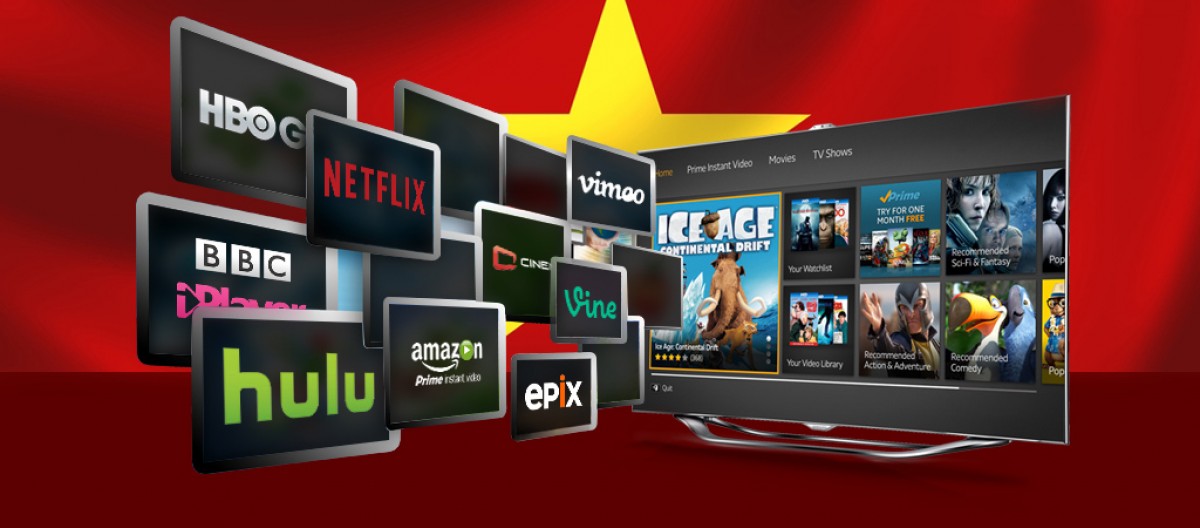 HBO G
NETFLIX
vimeo
BBC
iPlayer
CINE
Vine
hulu
amazon
Prime instant video
epix
Home
Prime Instant Video
Movies
TV Shows
ICE AGE
CONTINENTAL DRIFT
Ice Age: Continental Drift
(368)
Quit
Your Watchlist
Prime
TRY FOR ONE
MONTH FREE
Recommended
Sci-Fi & Fantasy
Pop
Your Video Library
Recommended
Action & Adventure
Recommended
Comedy
Pop